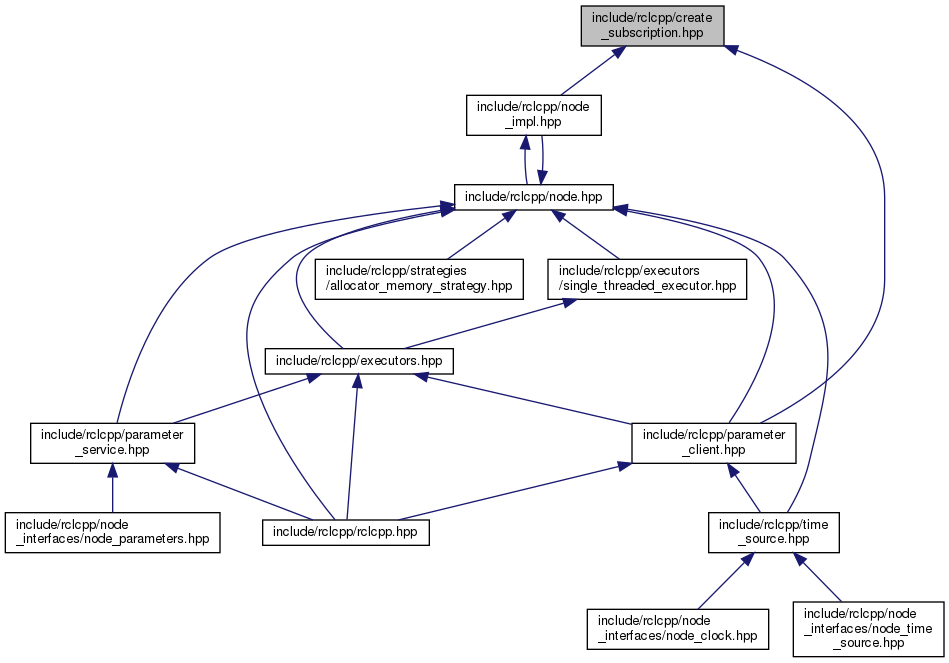 include/rclcpp/create
_subscription.hpp
include/rclcpp/node
_impl.hpp
include/rclcpp/node.hpp
include/rclcpp/strategies
/allocator_memory_strategy.hpp
include/rclcpp/executors
/single_threaded_executor.hpp
include/rclcpp/executors.hpp
include/rclcpp/parameter
_service.hpp
include/rclcpp/parameter
_client.hpp
include/rclcpp/node
_interfaces/node_parameters.hpp
include/rclcpp/rclcpp.hpp
include/rclcpp/time
_source.hpp
include/rclcpp/node
_interfaces/node_clock.hpp
include/rclcpp/node
_interfaces/node_time
_source.hpp